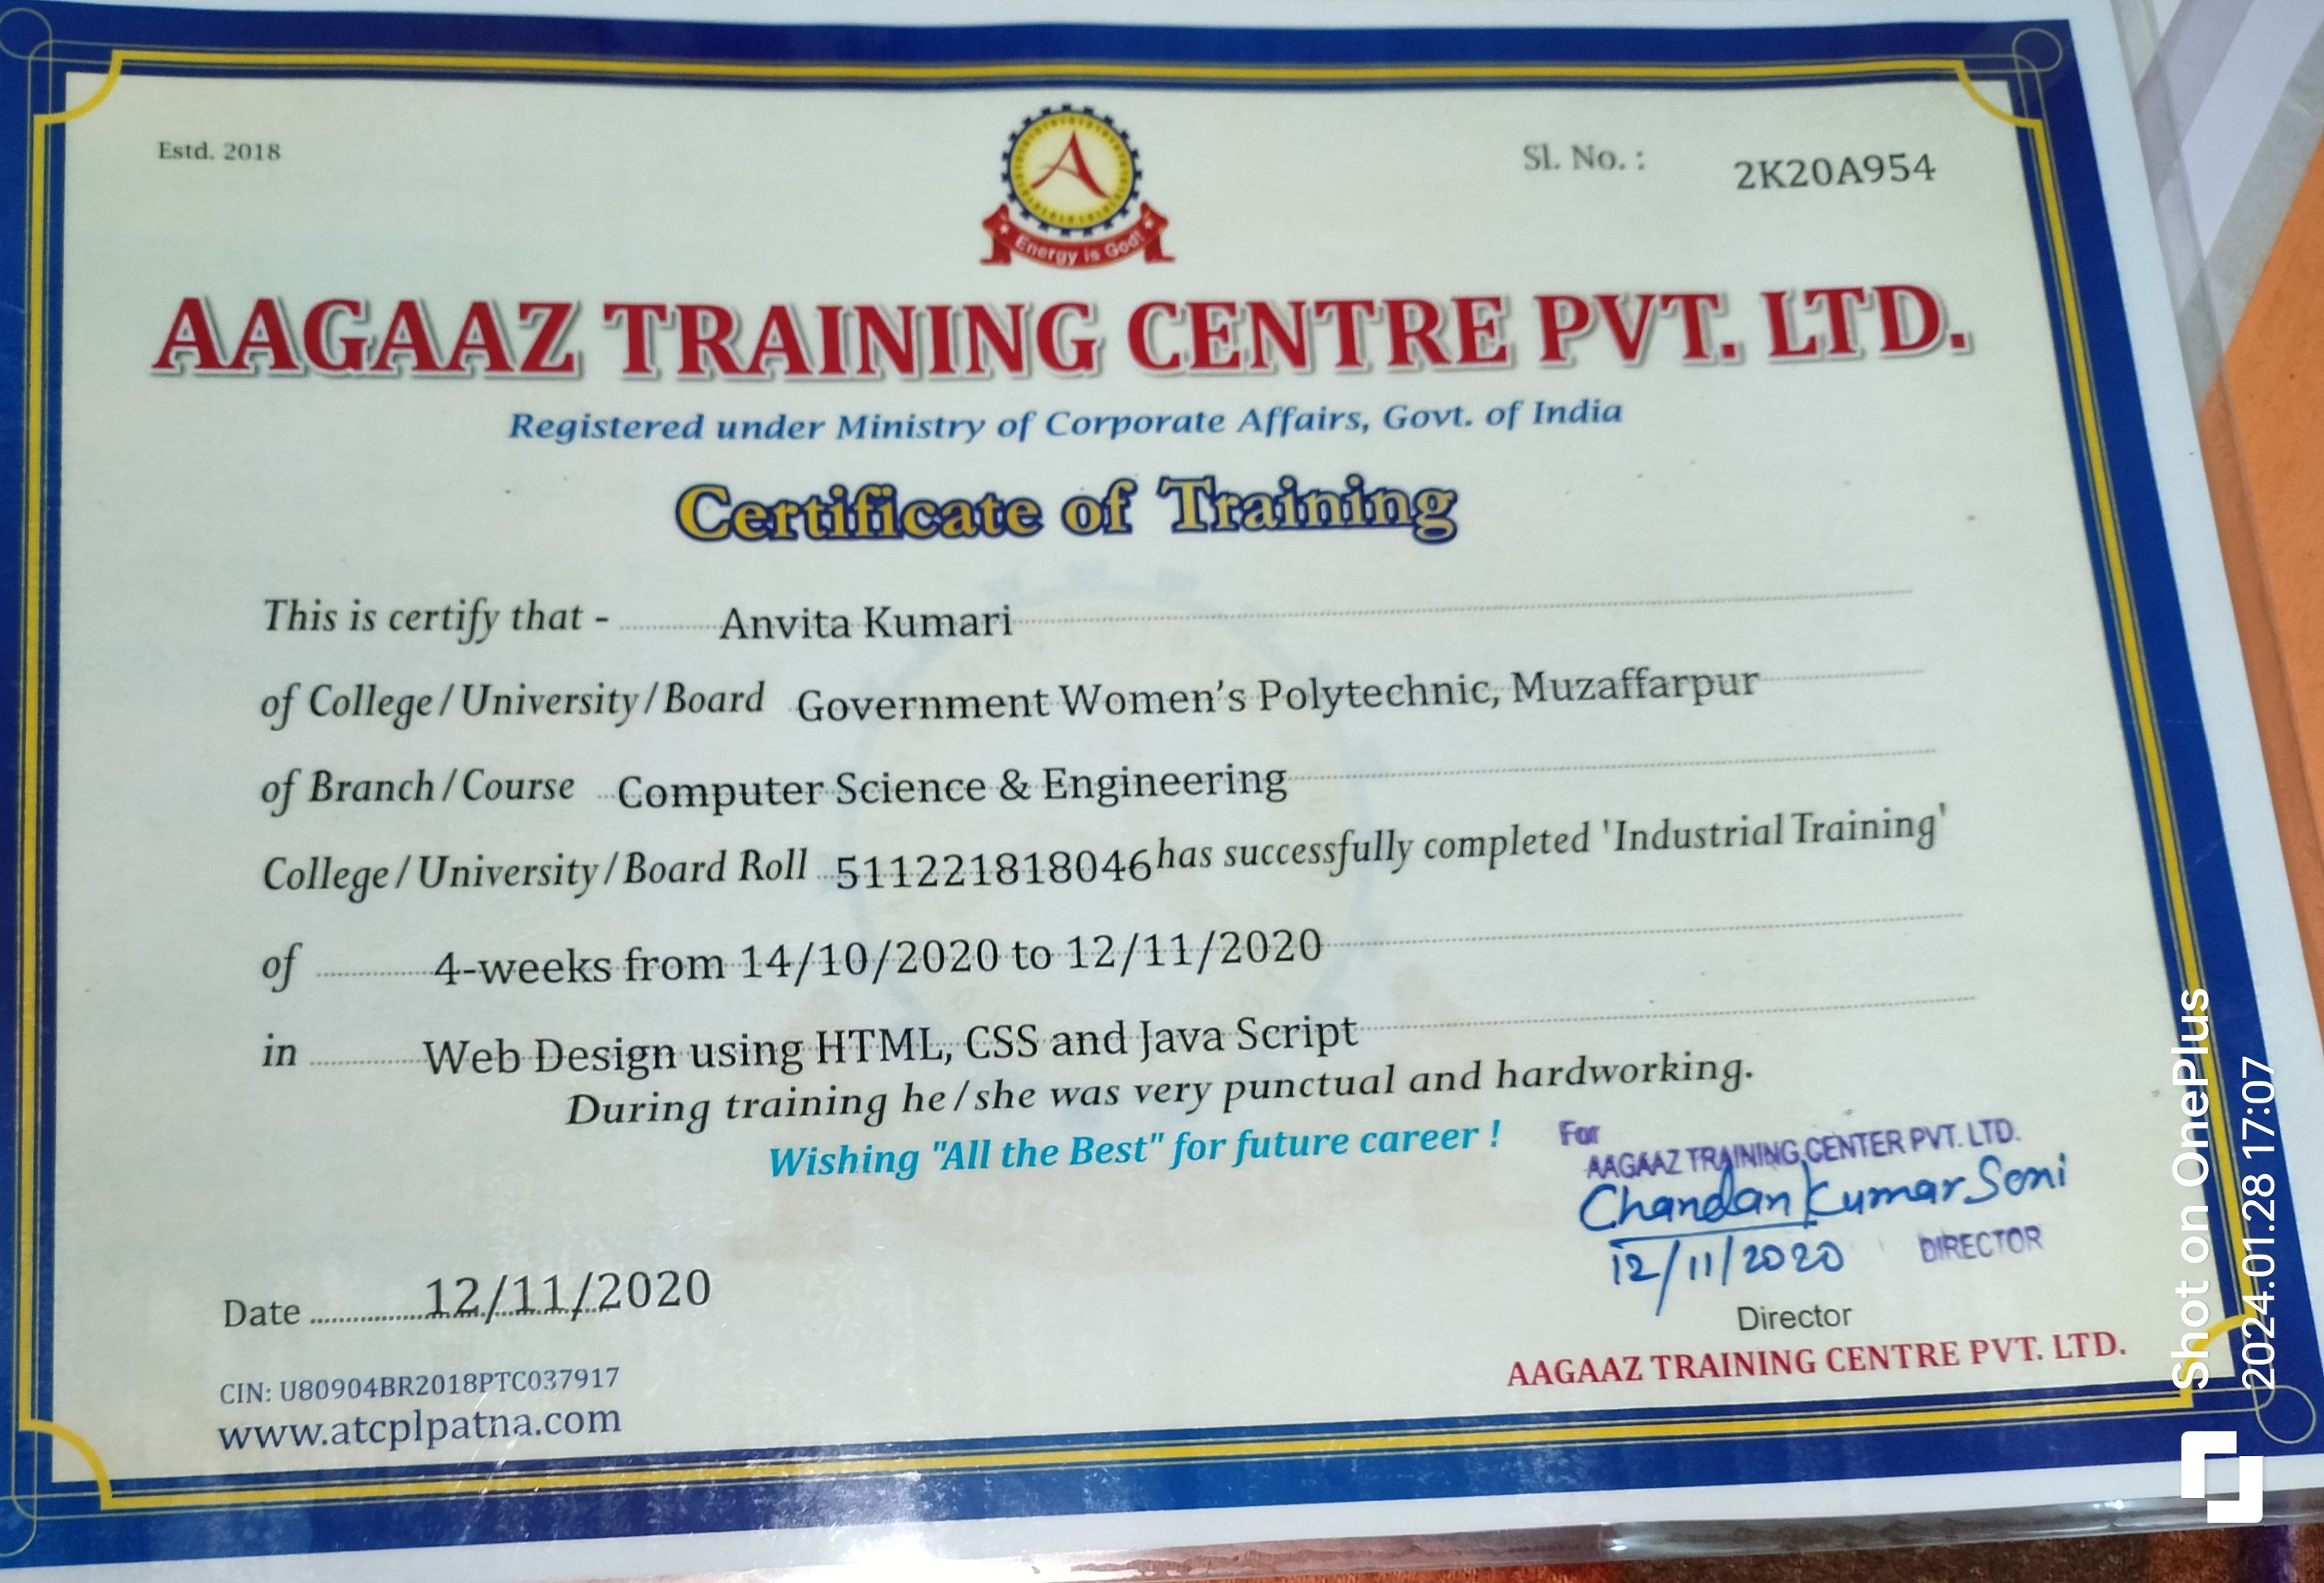 Estd. 2018
Sl. No. : 2K20A954
A
Energy is God!
AAGAAZ TRAINING CENTRE PVT. LTD.
Registered under Ministry of Corporate Affairs, Govt. of India
Certificate of Training
This is certify that - Anvita Kumari
of College/University/Board Government Women's Polytechnic, Muzaffarpur
of Branch/Course Computer Science & Engineering
College/University/Board Roll 511221818046 has successfully completed 'Industrial Training'
of 4-weeks from 14/10/2020 to 12/11/2020
in Web Design using HTML, CSS and Java Script
During training he/she was very punctual and hardworking.
Wishing "All the Best" for future career !
For
AAGAAZ TRAINING CENTER PVT. LTD.
Chandan Kumar Soni
12/11/2020 DIRECTOR
Date 12/11/2020
Director
AAGAAZ TRAINING CENTRE PVT. LTD.
CIN: U80904BR2018PTC037917
www.atcplpatna.com
Shot on OnePlus
2024.01.28 17:07